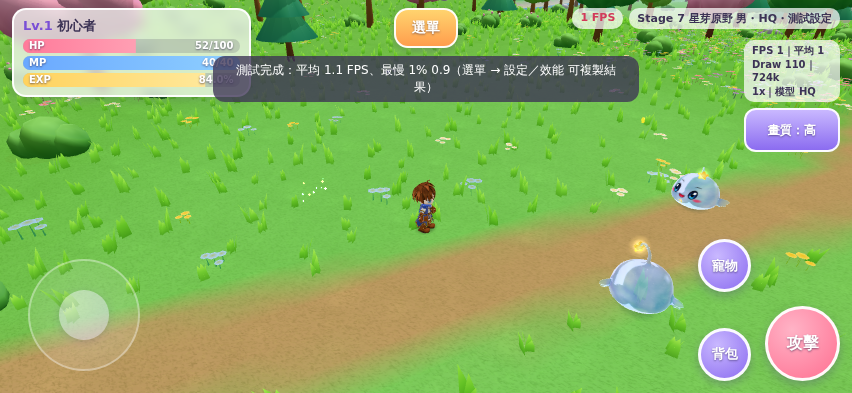 Lv.1 初心者
HP 52/100
MP 40/40
EXP 84
選單
1 FPS
Stage 7 星芽原野 男・HQ・測試設定
FPS 1｜平均 1
Draw 110｜
724k
1x｜模型 HQ
測試完成：平均 1.1 FPS、最慢 1% 0.9（選單 → 設定／效能 可複製結
果）
畫質：高
寵物
背包
攻擊